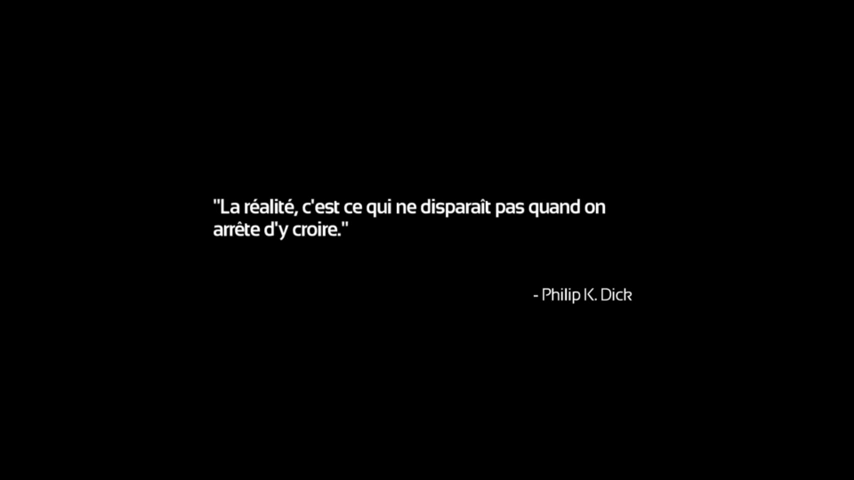 "La réalité, c'est ce qui ne disparaît pas quand on
arrête d'y croire."
- Philip K. Dick